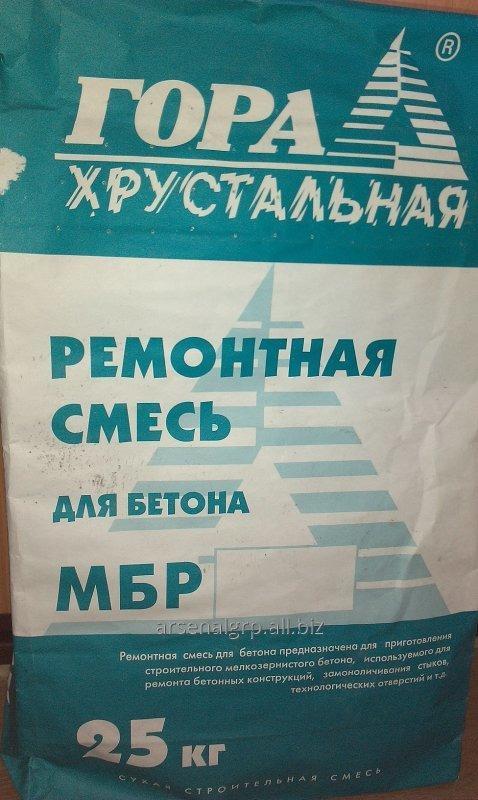 ®
ГОРА
ХРУСТАЛЬНАЯ
РЕМОНТНАЯ
СМЕСЬ
ДЛЯ БЕТОНА
МБР
arsenalgrp.all.biz
Ремонтная смесь для бетона предназначена для приготовления
строительного мелкозернистого бетона, используемого для
ремонта бетонных конструкций, замоноличивания стыков,
технологических отверстий и т.д.
25 кг
СУХАЯ СТРОИТЕЛЬНАЯ СМЕСЬ